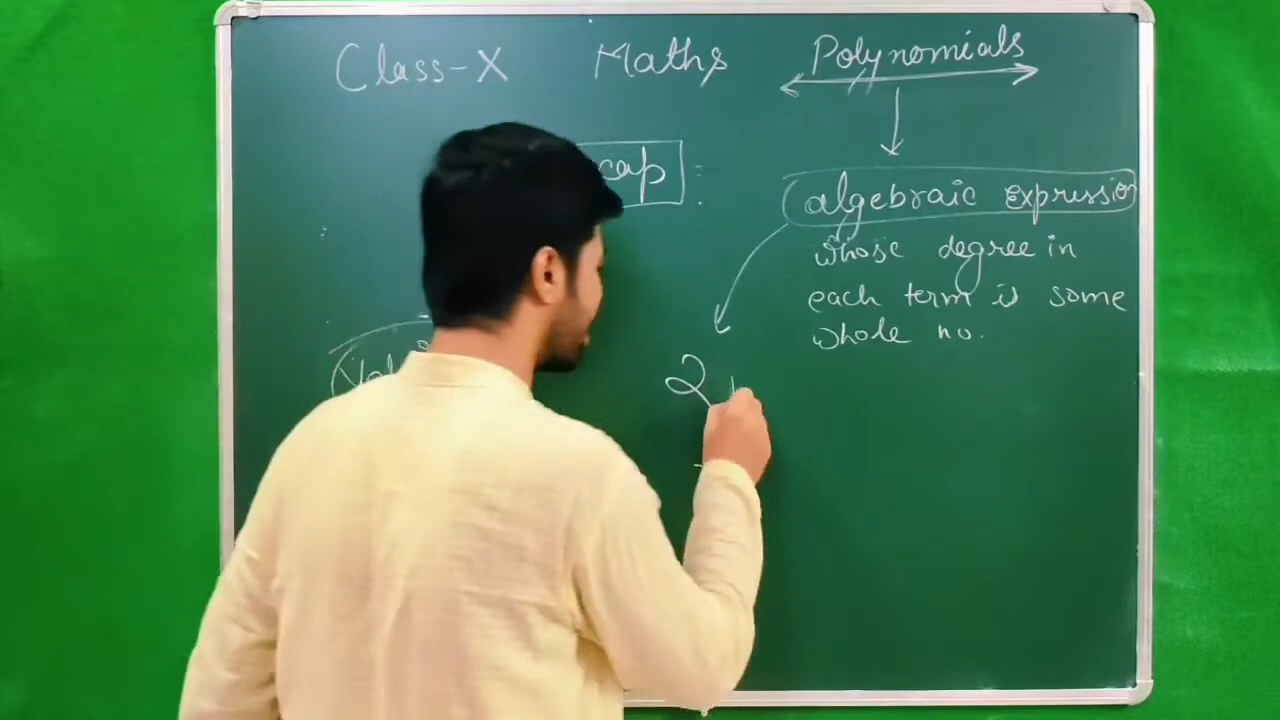 Class-X Maths Polynomials
cap :
algebraic expression
whose degree in
each term is some
whole no.
2